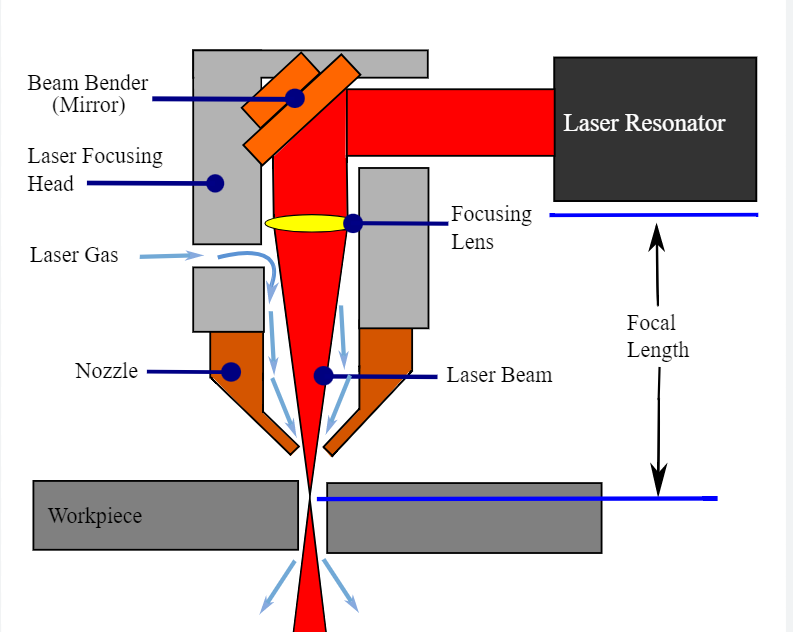 Beam Bender
(Mirror)
Laser Resonator
Laser Focusing
Head
Focusing
Lens
Laser Gas
Focal
Length
Nozzle
Laser Beam
Workpiece